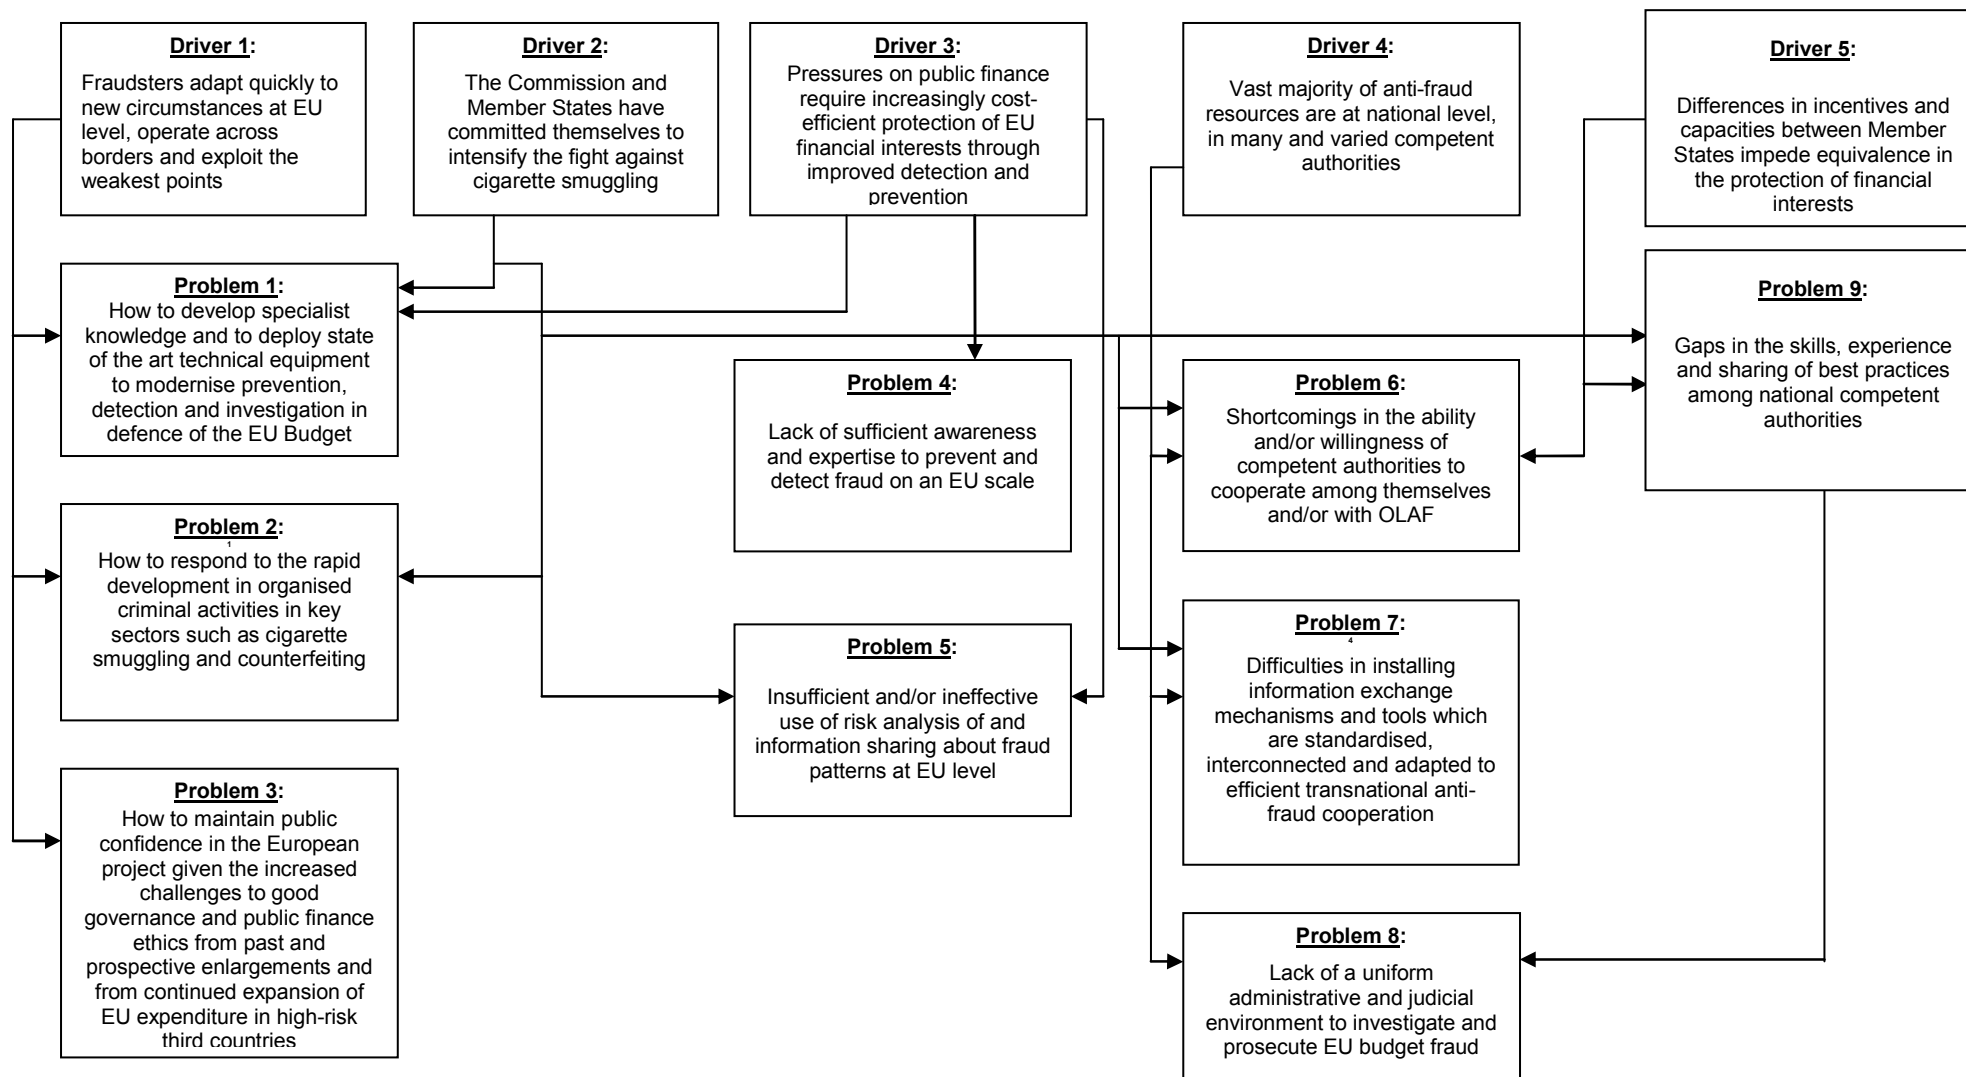 Driver 1:
Fraudsters adapt quickly to
new circumstances at EU
level, operate across
borders and exploit the
weakest points
Driver 2:
The Commission and
Member States have
committed themselves to
intensify the fight against
cigarette smuggling
Driver 3:
Pressures on public finance
require increasingly cost-
efficient protection of EU
financial interests through
improved detection and
prevention
Driver 4:
Vast majority of anti-fraud
resources are at national level,
in many and varied competent
authorities
Driver 5:
Differences in incentives and
capacities between Member
States impede equivalence in
the protection of financial
interests
Problem 1:
How to develop specialist
knowledge and to deploy state
of the art technical equipment
to modernise prevention,
detection and investigation in
defence of the EU Budget
Problem 2:
1
How to respond to the rapid
development in organised
criminal activities in key
sectors such as cigarette
smuggling and counterfeiting
Problem 3:
How to maintain public
confidence in the European
project given the increased
challenges to good
governance and public finance
ethics from past and
prospective enlargements and
from continued expansion of
EU expenditure in high-risk
third countries
Problem 4:
Lack of sufficient awareness
and expertise to prevent and
detect fraud on an EU scale
Problem 5:
Insufficient and/or ineffective
use of risk analysis of and
information sharing about fraud
patterns at EU level
Problem 6:
Shortcomings in the ability
and/or willingness of
competent authorities to
cooperate among themselves
and/or with OLAF
Problem 7:
4
Difficulties in installing
information exchange
mechanisms and tools which
are standardised,
interconnected and adapted to
efficient transnational anti-
fraud cooperation
Problem 8:
Lack of a uniform
administrative and judicial
environment to investigate and
prosecute EU budget fraud
Problem 9:
Gaps in the skills, experience
and sharing of best practices
among national competent
authorities